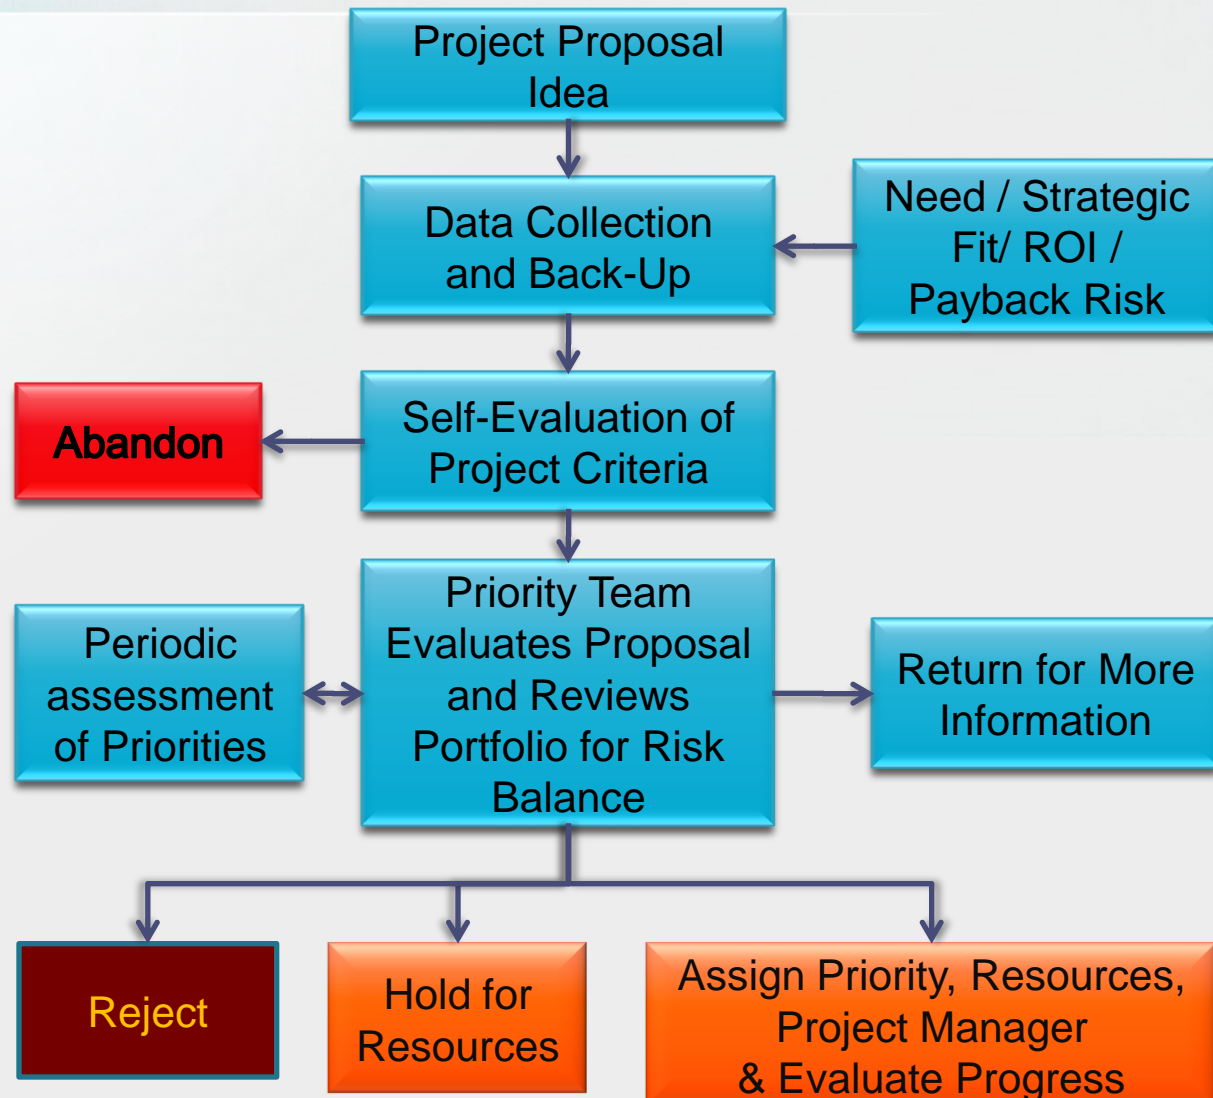 Project Proposal
Idea
Data Collection
and Back-Up
Need / Strategic
Fit/ ROI /
Payback Risk
Abandon
Self-Evaluation of
Project Criteria
Periodic
assessment
of Priorities
Priority Team
Evaluates Proposal
and Reviews
Portfolio for Risk
Balance
Return for More
Information
Reject
Hold for
Resources
Assign Priority, Resources,
Project Manager
& Evaluate Progress